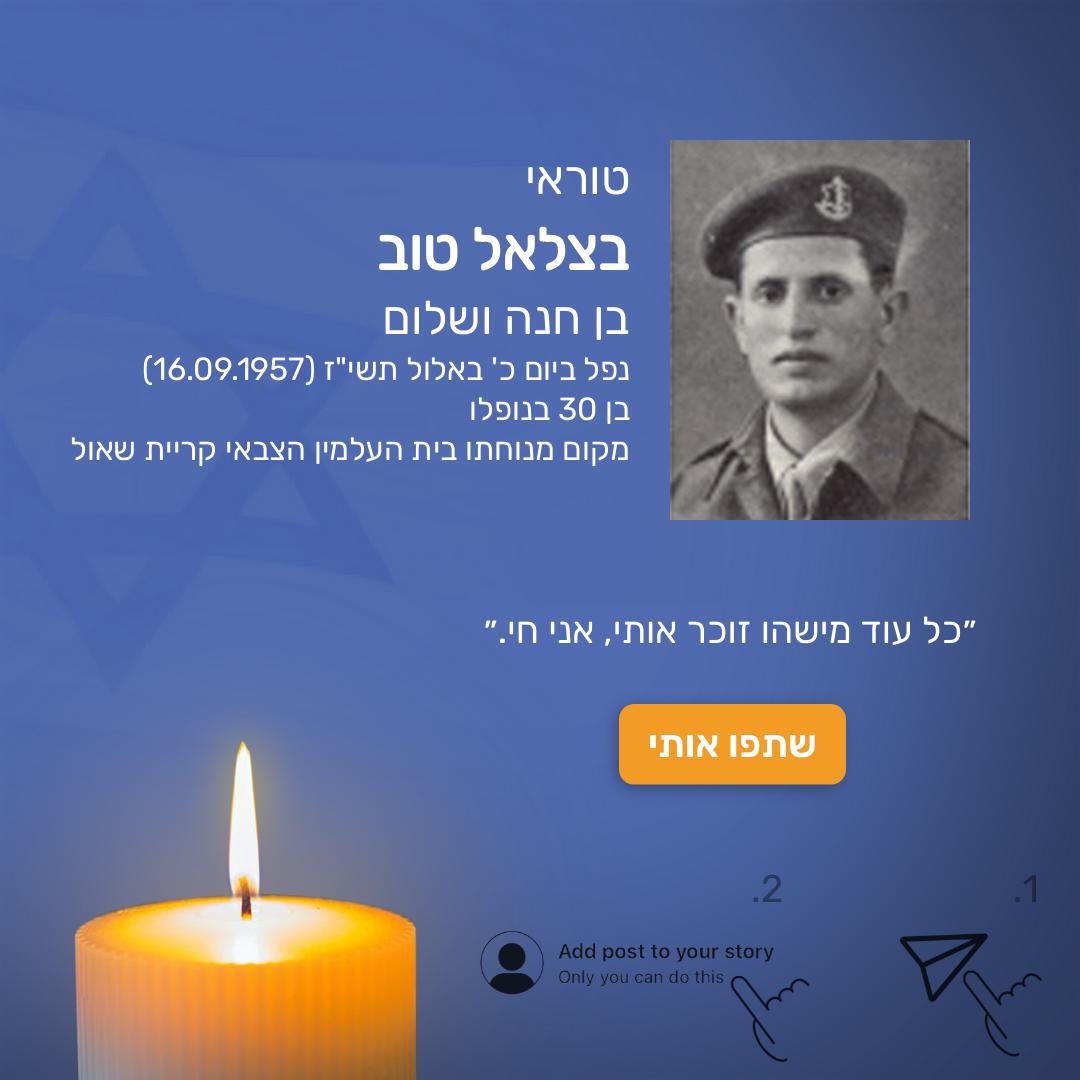 טוראי
בצלאל טוב
בן חנה ושלום
נפל ביום כ' באלול תשי"ז (16.09.1957)
בן 30 בנופלו
מקום מנוחתו בית העלמין הצבאי קריית שאול
״כל עוד מישהו זוכר אותי, אני חי.״
שתפו אותי
1.
2.
Add post to your story
Only you can do this